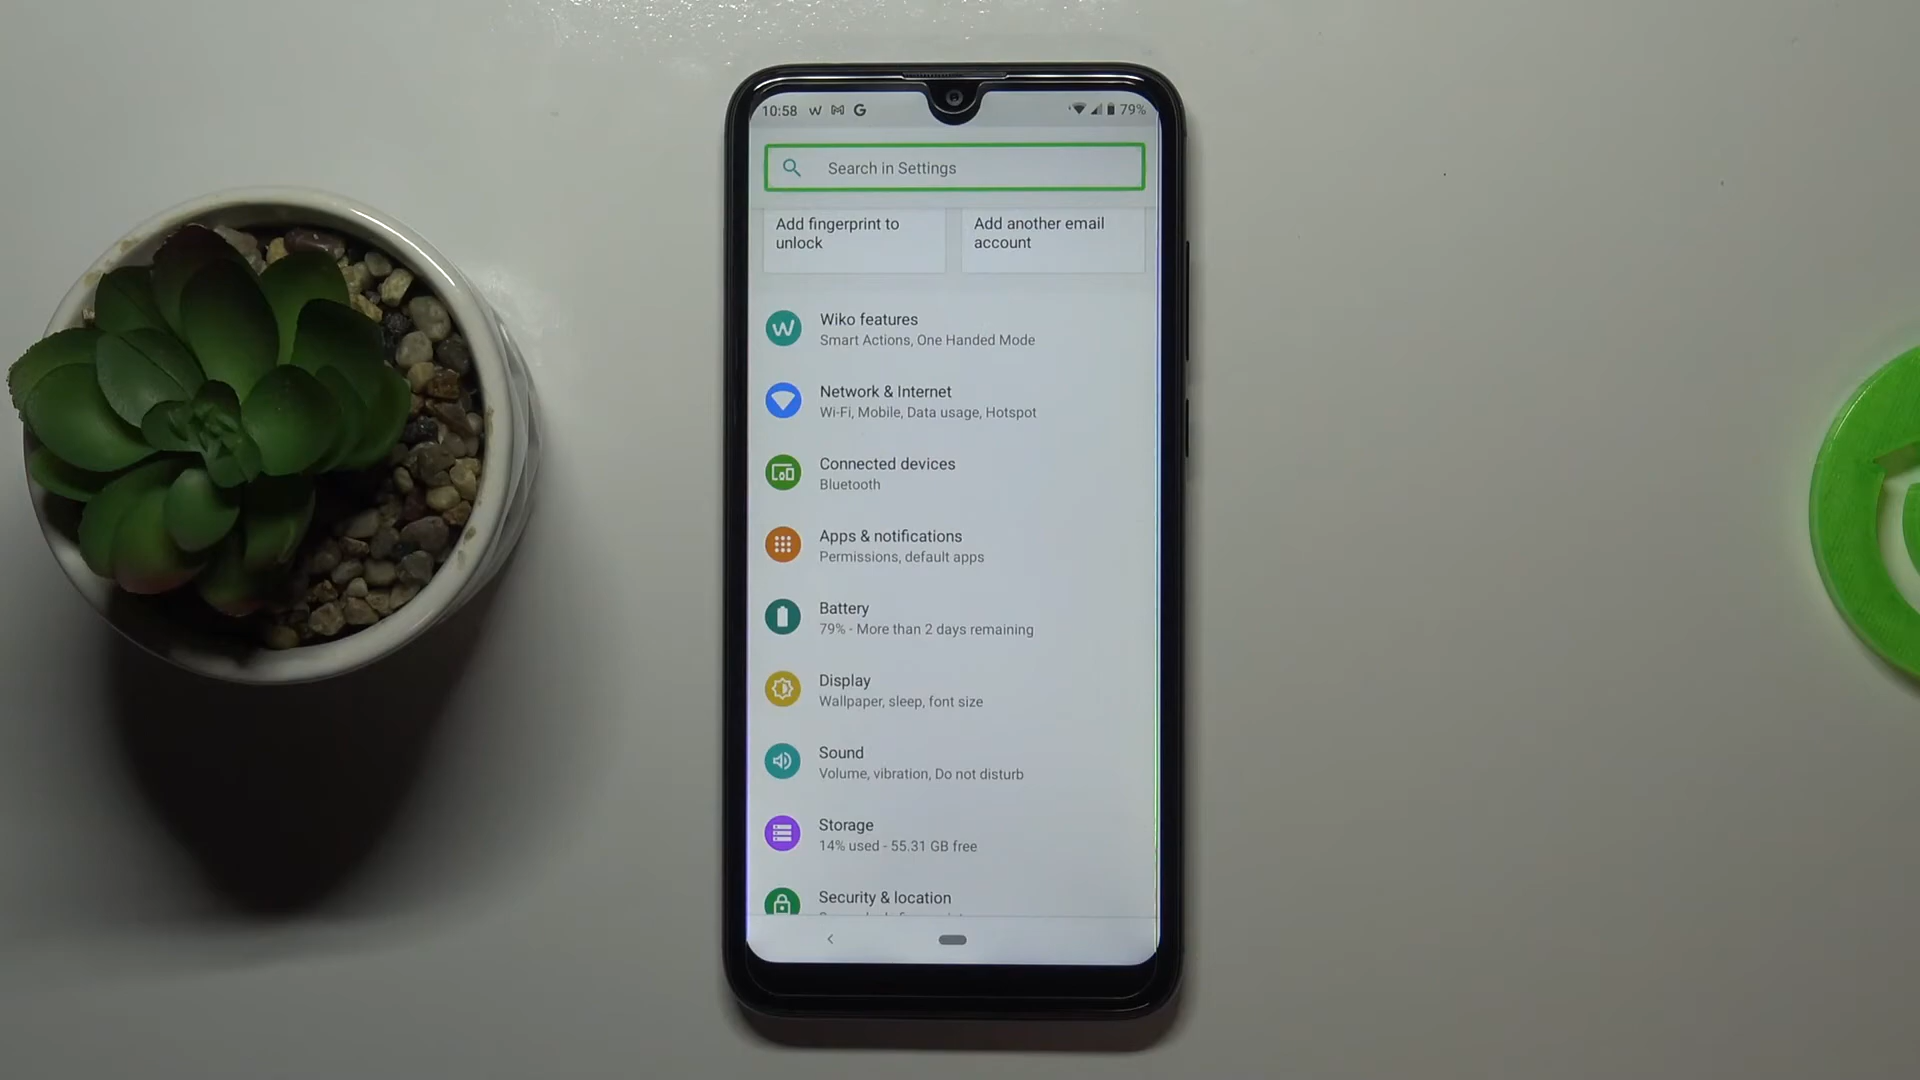 10:58 W M G 79%
Search in Settings
Add fingerprint to unlock
Add another email account
Wiko features
Smart Actions, One Handed Mode
Network & Internet
Wi-Fi, Mobile, Data usage, Hotspot
Connected devices
Bluetooth
Apps & notifications
Permissions, default apps
Battery
79% - More than 2 days remaining
Display
Wallpaper, sleep, font size
Sound
Volume, vibration, Do not disturb
Storage
14% used - 55.31 GB free
Security & location